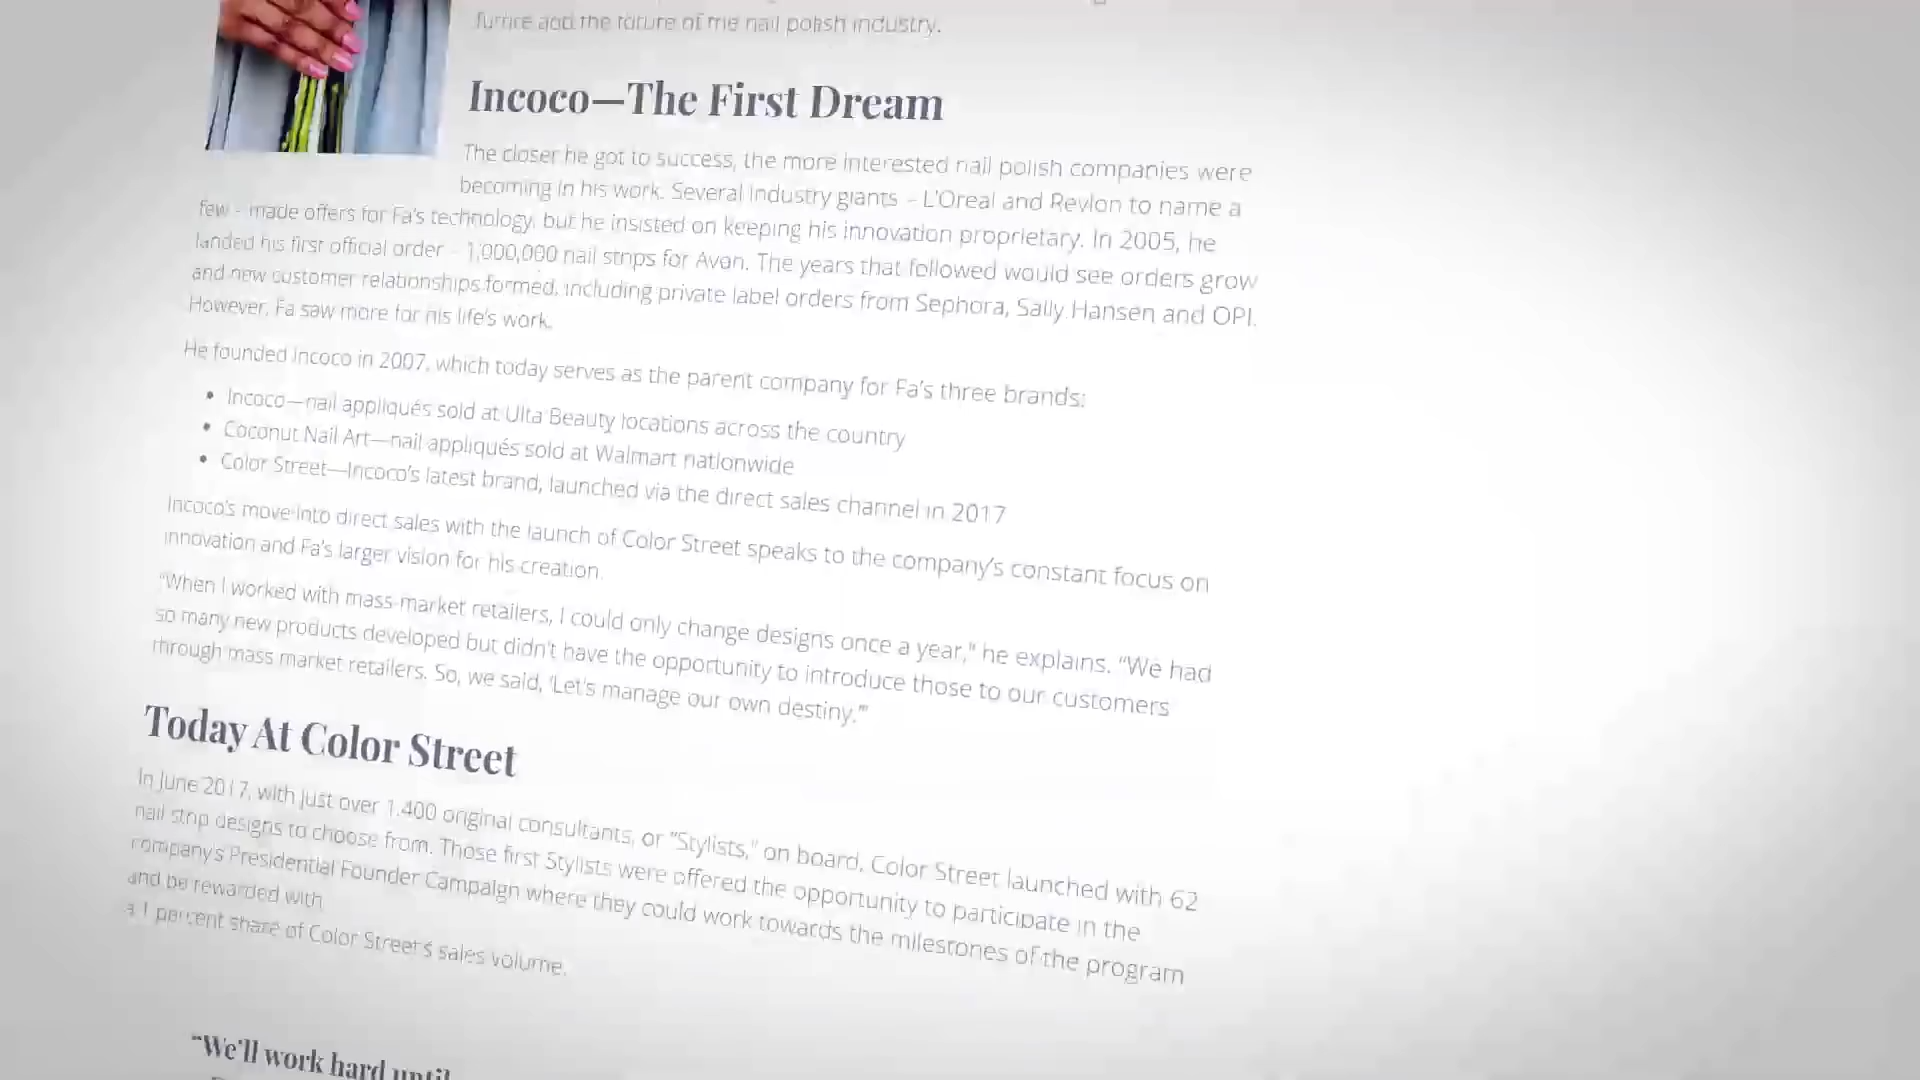 future and the future of the nail polish industry.
Incoco—The First Dream
The closer he got to success, the more interested nail polish companies were
becoming in his work. Several industry giants – L'Oreal and Revlon to name a
few – made offers for Fa's technology, but he insisted on keeping his innovation proprietary. In 2005, he
landed his first official order – 1,000,000 nail strips for Avon. The years that followed would see orders grow
and new customer relationships formed, including private label orders from Sephora, Sally Hansen and OPI.
However, Fa saw more for his life's work.
He founded Incoco in 2007, which today serves as the parent company for Fa's three brands:
• Incoco—nail appliqués sold at Ulta Beauty locations across the country
• Coconut Nail Art—nail appliqués sold at Walmart nationwide
• Color Street—Incoco's latest brand, launched via the direct sales channel in 2017
Incoco's move into direct sales with the launch of Color Street speaks to the company's constant focus on
innovation and Fa's larger vision for his creation.
"When I worked with mass-market retailers, I could only change designs once a year," he explains. "We had
so many new products developed but didn't have the opportunity to introduce those to our customers
through mass market retailers. So, we said, 'Let's manage our own destiny.'"
Today At Color Street
In June 2017, with just over 1,400 original consultants, or "Stylists," on board, Color Street launched with 62
nail strip designs to choose from. Those first Stylists were offered the opportunity to participate in the
company's Presidential Founder Campaign where they could work towards the milestones of the program
and be rewarded with
a 1 percent share of Color Street's sales volume.
"We'll work hard until